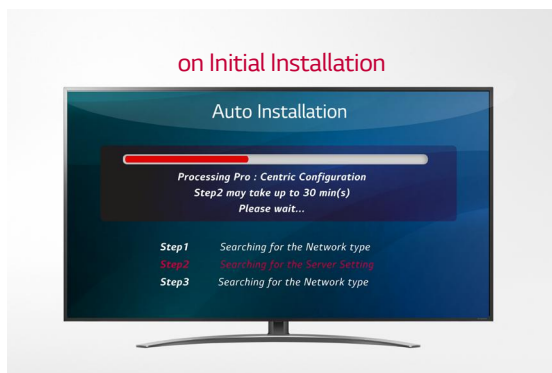 on Initial Installation
Auto Installation
Processing Pro : Centric Configuration
Step2 may take up to 30 min(s)
Please wait...
Step1 Searching for the Network type
Step2 Searching for the Server Setting
Step3 Searching for the Network type